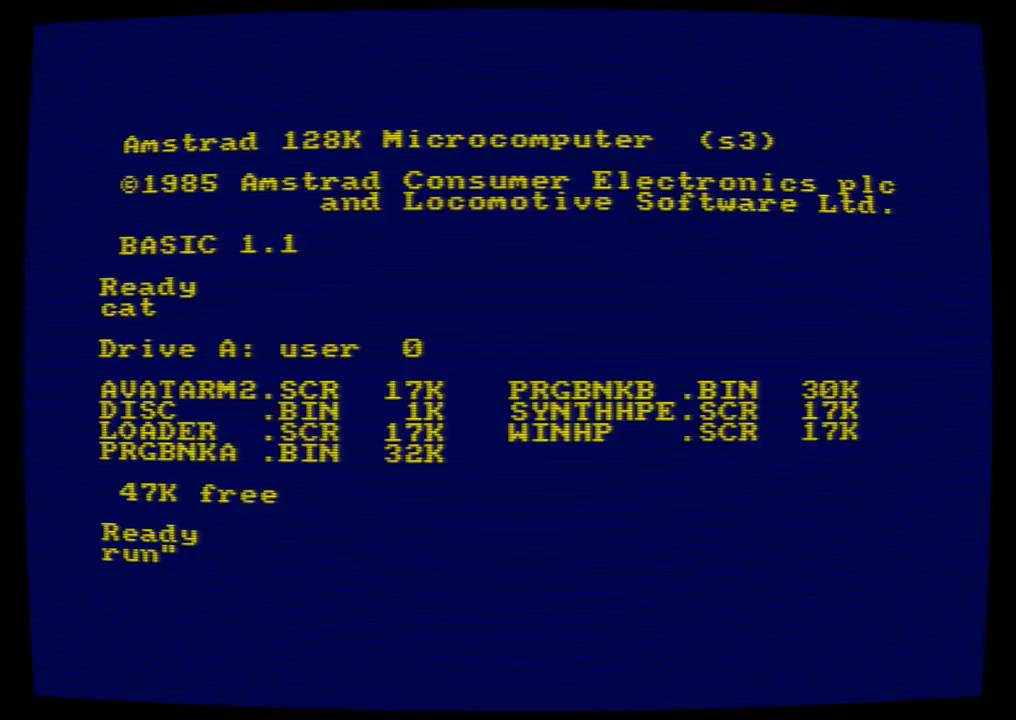 Amstrad 128K Microcomputer (s3)
©1985 Amstrad Consumer Electronics plc
and Locomotive Software Ltd.
BASIC 1.1
Ready
cat
Drive A: user 0
AVATARM2.SCR 17K PRGBNKB .BIN 30K
DISC .BIN 1K SYNTHHPE.SCR 17K
LOADER .SCR 17K WINHP .SCR 17K
PRGBNKA .BIN 32K
47K free
Ready
run"